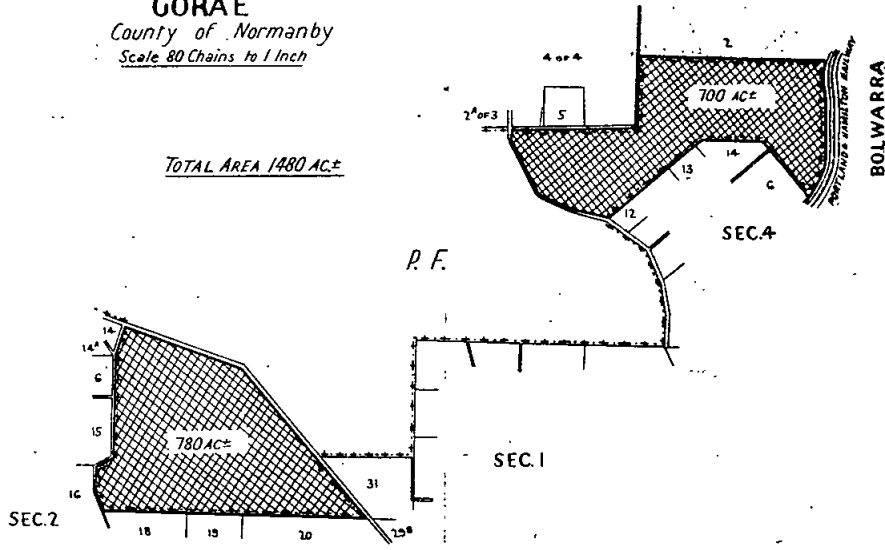 GORAE
County of Normanby
Scale 80 Chains to 1 Inch
TOTAL AREA 1480 AC.±
2
4 OF 4
5
2A OF 3
700 AC±
PORTLAND & HAMILTON RAILWAY
BOLWARRA
14
13
6
12
SEC. 4
P. F.
14
14A
6
15
780 AC±
16
SEC. 2
18
19
20
31
29B
SEC. 1